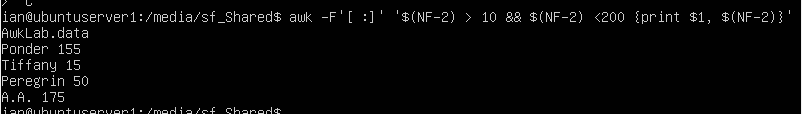 > ^C
ian@ubuntuserver1:/media/sf_Shared$ awk -F'[ :]' '$(NF-2) > 10 && $(NF-2) <200 {print $1, $(NF-2)}'
AwkLab.data
Ponder 155
Tiffany 15
Peregrin 50
A.A. 175
ian@ubuntuserver1:/media/sf_Shared$